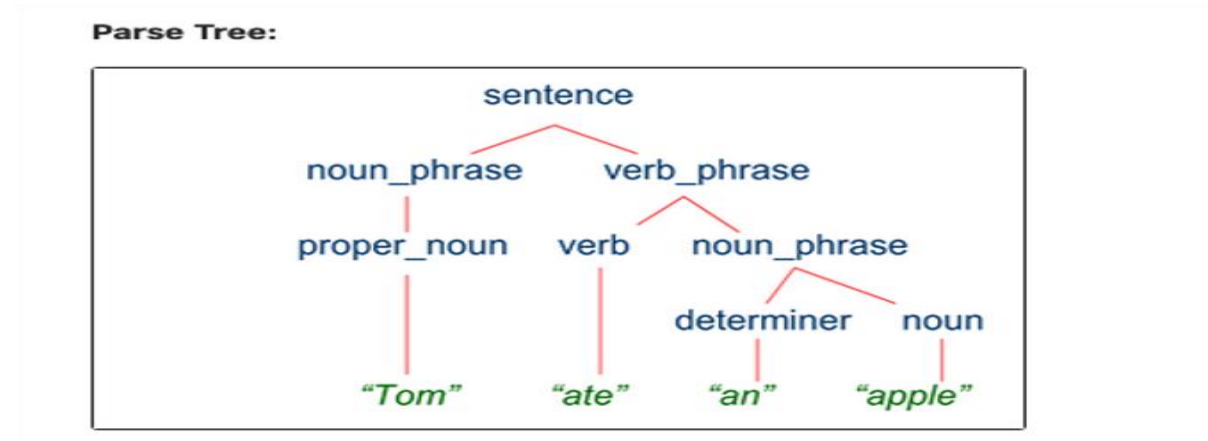 Parse Tree:
sentence
noun_phrase verb_phrase
proper_noun verb noun_phrase
determiner noun
“Tom” “ate” “an” “apple”